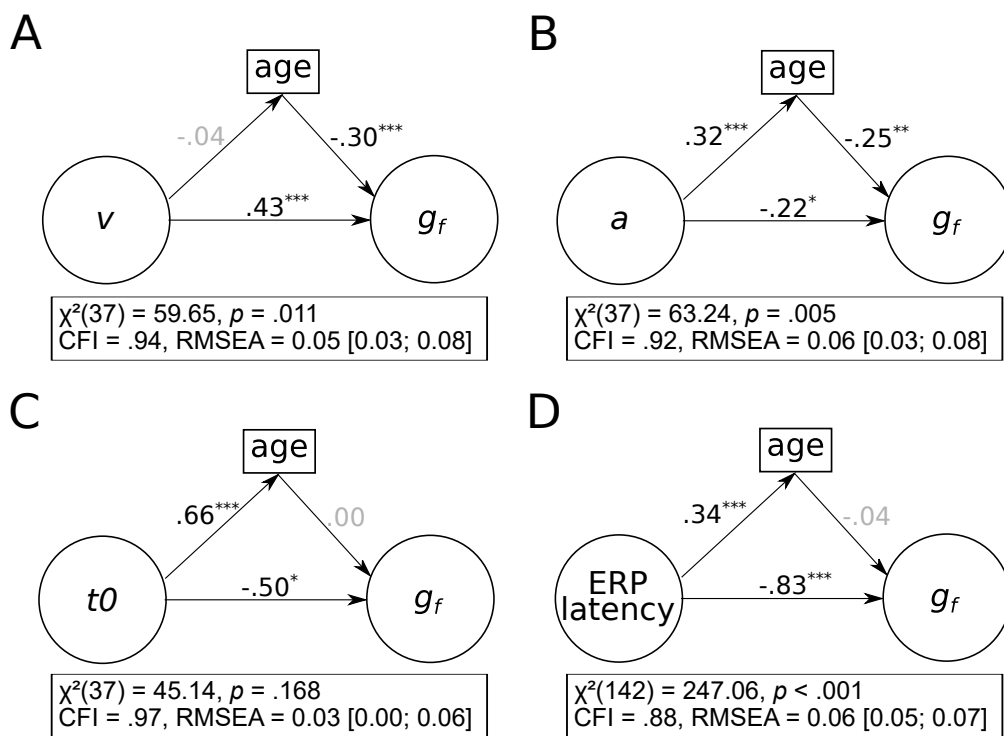 A
age
-.04
-.30***
v
.43***
gf
χ²(37) = 59.65, p = .011
CFI = .94, RMSEA = 0.05 [0.03; 0.08]
B
age
.32***
-.25**
a
-.22*
gf
χ²(37) = 63.24, p = .005
CFI = .92, RMSEA = 0.06 [0.03; 0.08]
C
age
.66***
.00
t0
-.50*
gf
χ²(37) = 45.14, p = .168
CFI = .97, RMSEA = 0.03 [0.00; 0.06]
D
age
.34***
-.04
ERP
latency
-.83***
gf
χ²(142) = 247.06, p < .001
CFI = .88, RMSEA = 0.06 [0.05; 0.07]